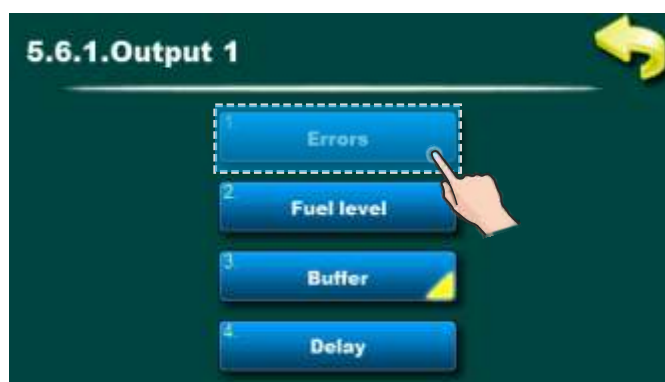 5.6.1.Output 1
1.
Errors
2.
Fuel level
3.
Buffer
4.
Delay